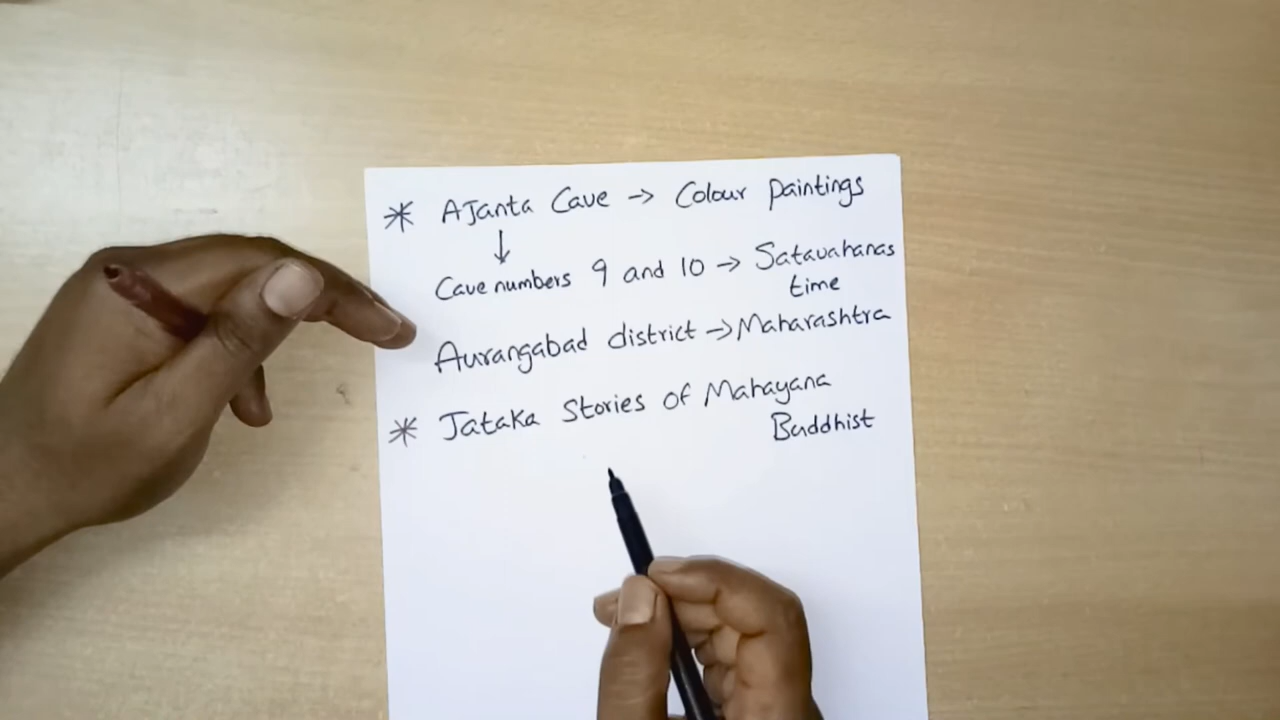 * AJanta Cave → Colour paintings
↓
Cave numbers 9 and 10 → Satavahanas
time
Aurangabad district → Maharashtra
* Jataka Stories of Mahayana
Buddhist